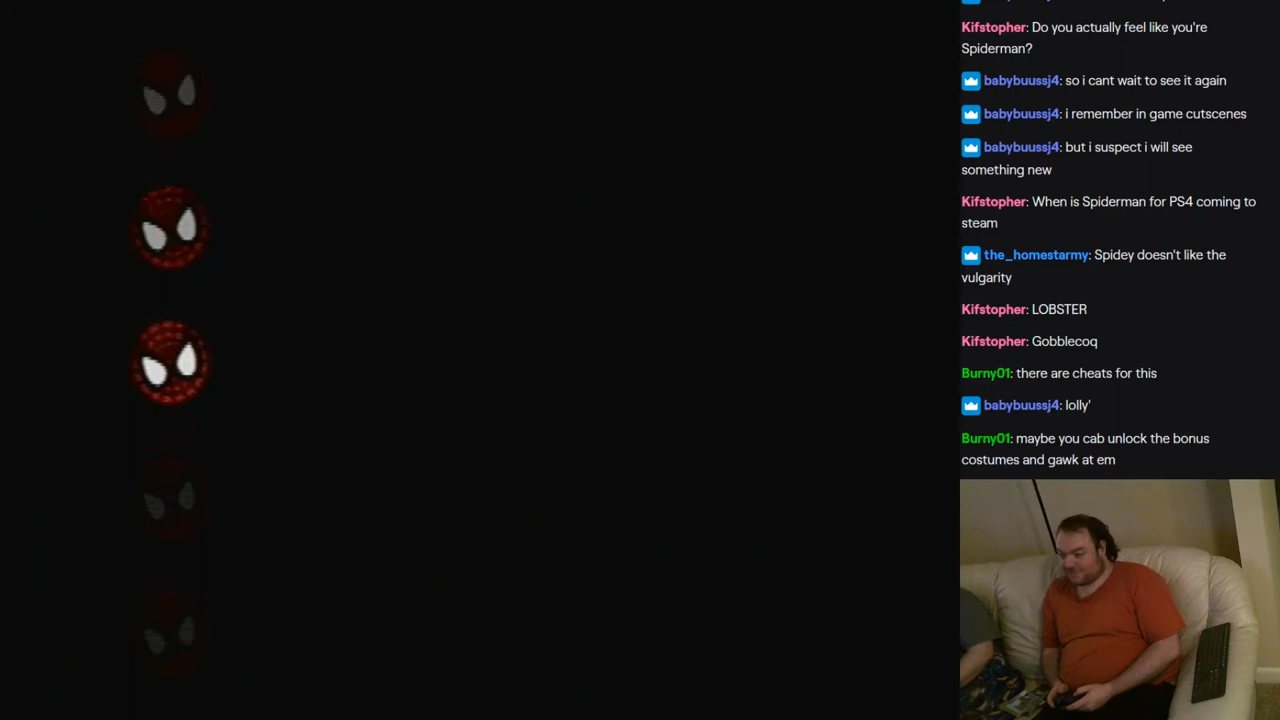 Kifstopher: Do you actually feel like you're
Spiderman?
babybuussj4: so i cant wait to see it again
babybuussj4: i remember in game cutscenes
babybuussj4: but i suspect i will see
something new
Kifstopher: When is Spiderman for PS4 coming to
steam
the_homestarmy: Spidey doesn't like the
vulgarity
Kifstopher: LOBSTER
Kifstopher: Gobblecoq
Burny01: there are cheats for this
babybuussj4: lolly'
Burny01: maybe you cab unlock the bonus
costumes and gawk at em